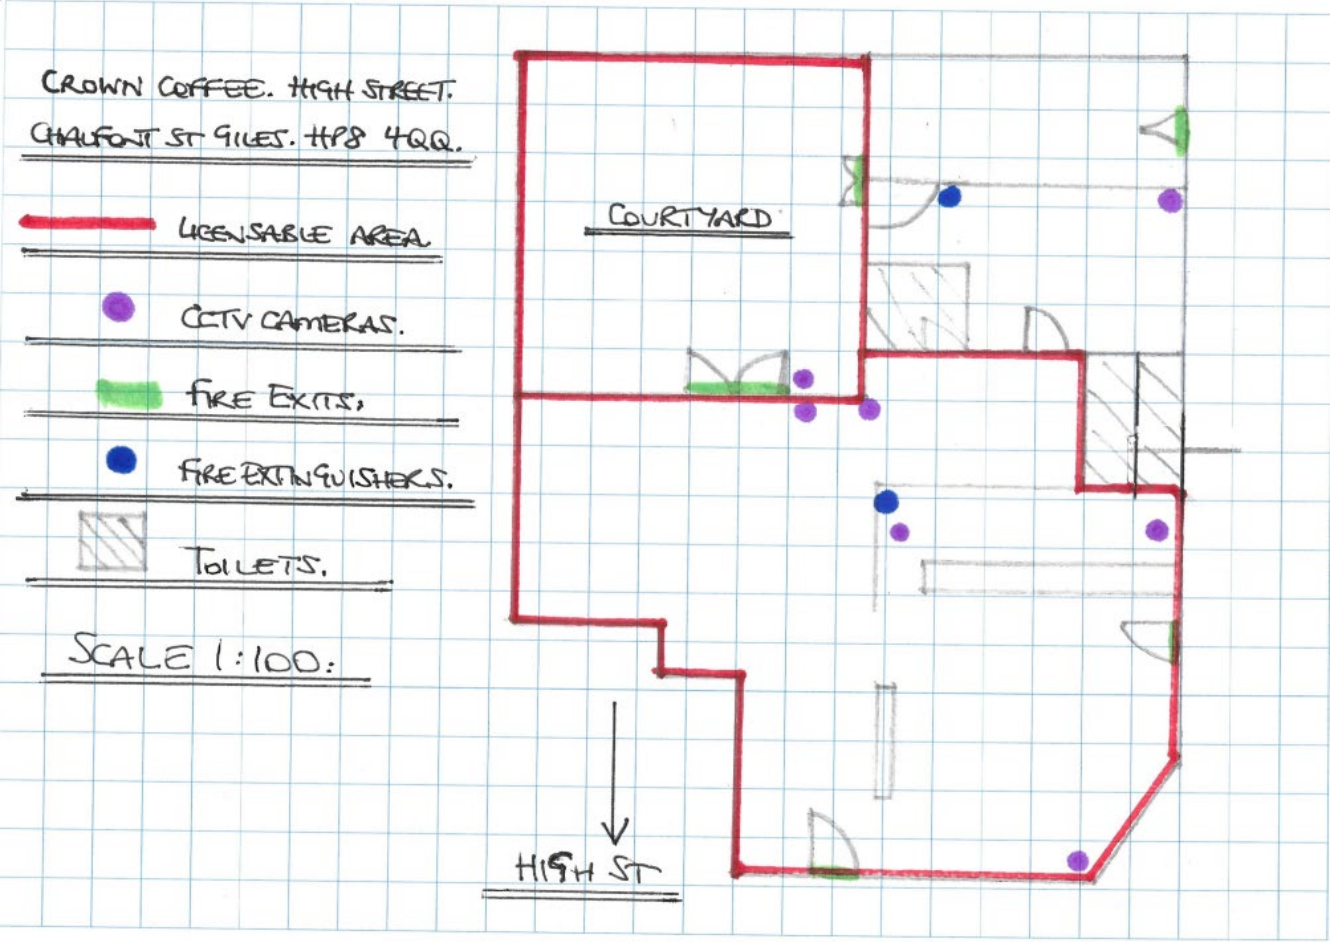 CROWN COFFEE. HIGH STREET.
CHALFONT ST GILES. HP8 4QQ.
LICENSABLE AREA.
CCTV CAMERAS.
FIRE EXITS.
FIRE EXTINGUISHERS.
TOILETS.
SCALE 1:100:
COURTYARD
HIGH ST